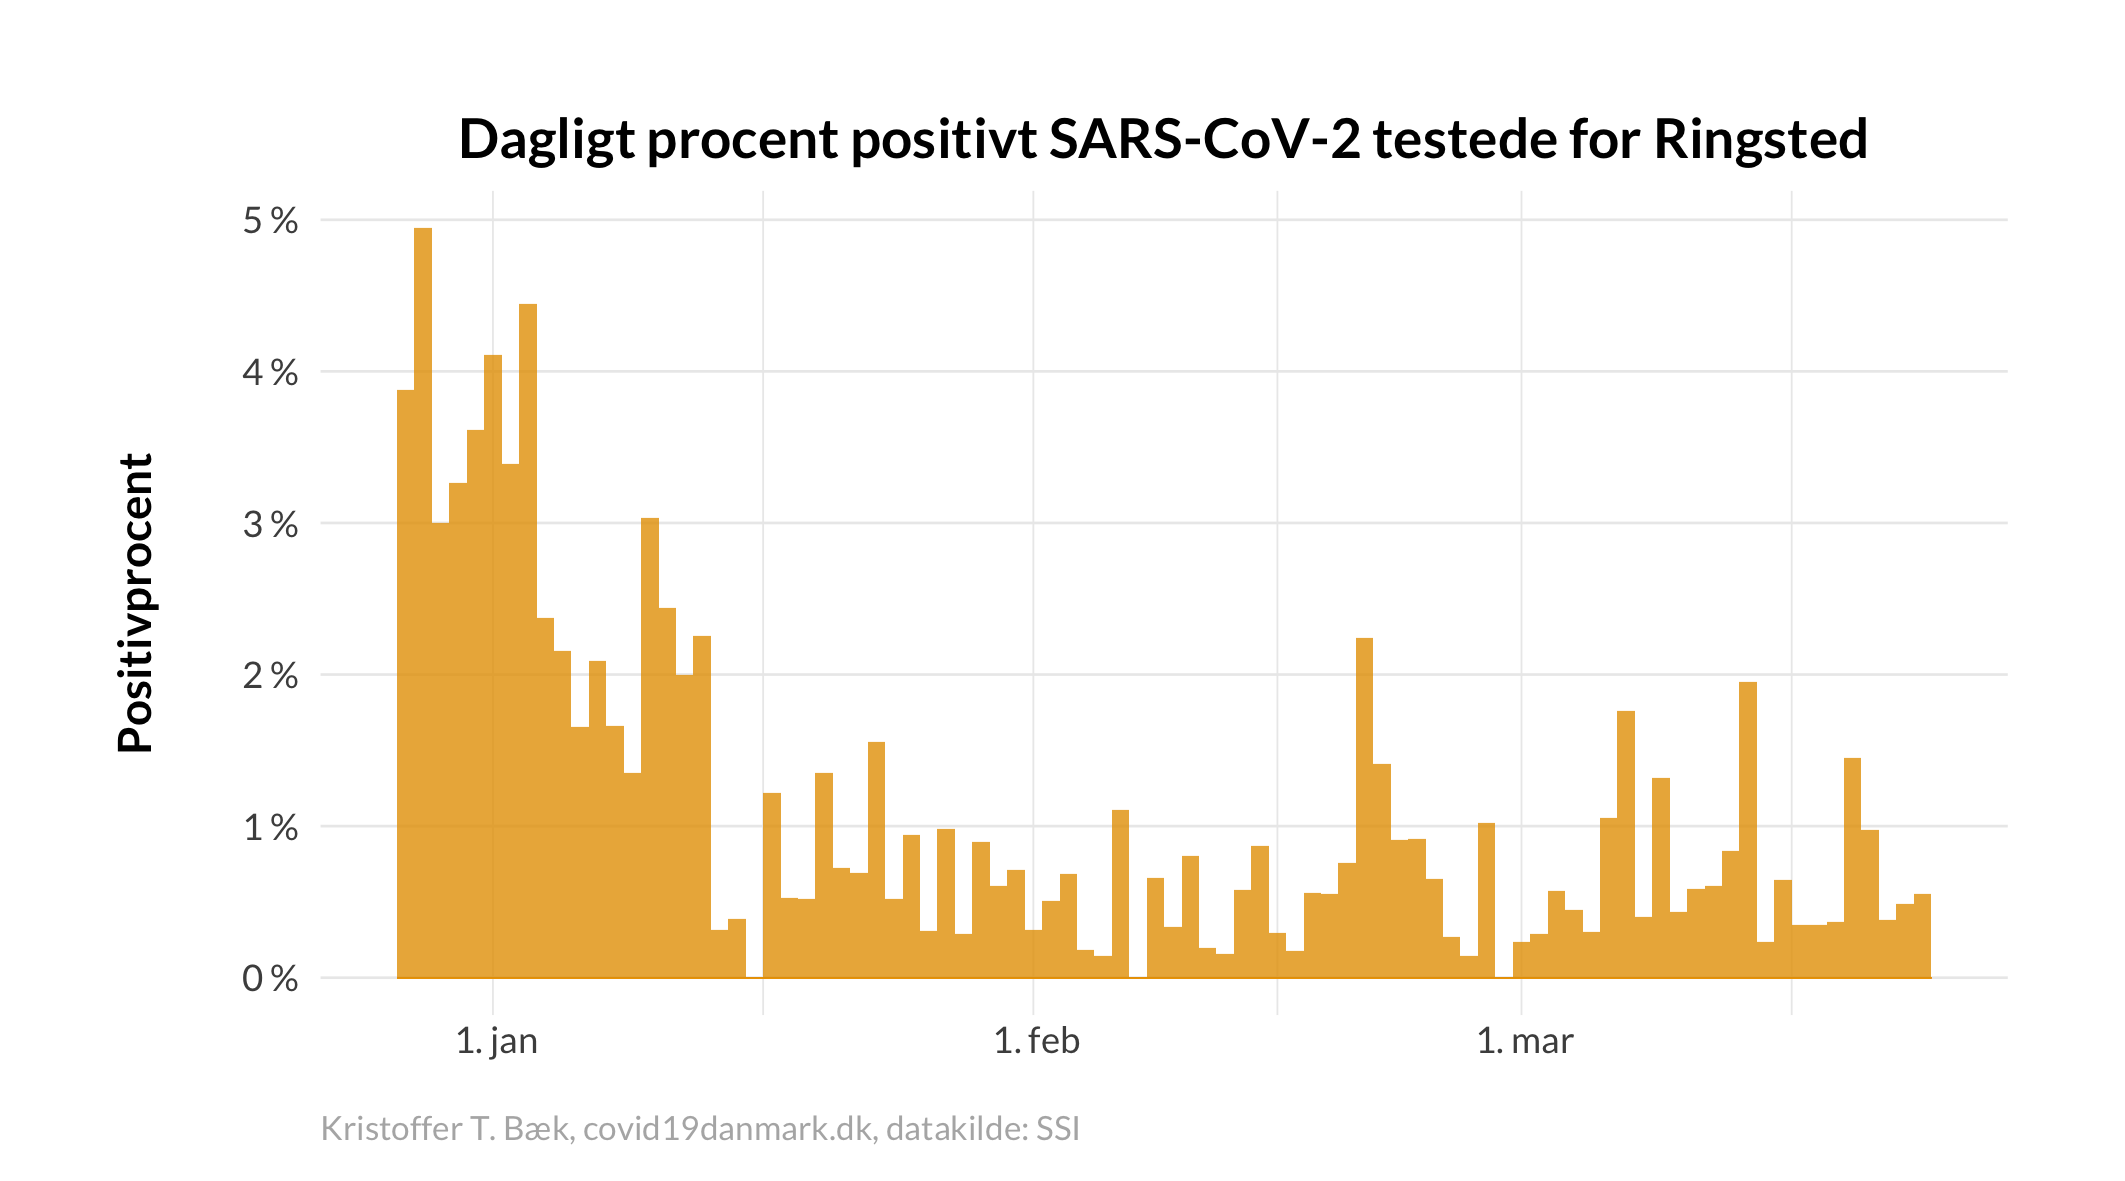 Dagligt procent positivt SARS-CoV-2 testede for Ringsted
Positivprocent
5 %
4 %
3 %
2 %
1 %
0 %
1. jan
1. feb
1. mar
Kristoffer T. Bæk, covid19danmark.dk, datakilde: SSI